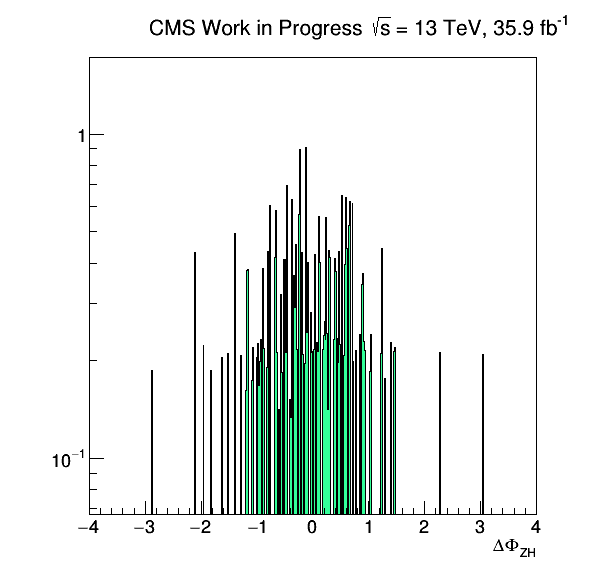 CMS Work in Progress √s = 13 TeV, 35.9 fb⁻¹
1
10⁻¹
−4 −3 −2 −1 0 1 2 3 4
ΔΦ_ZH